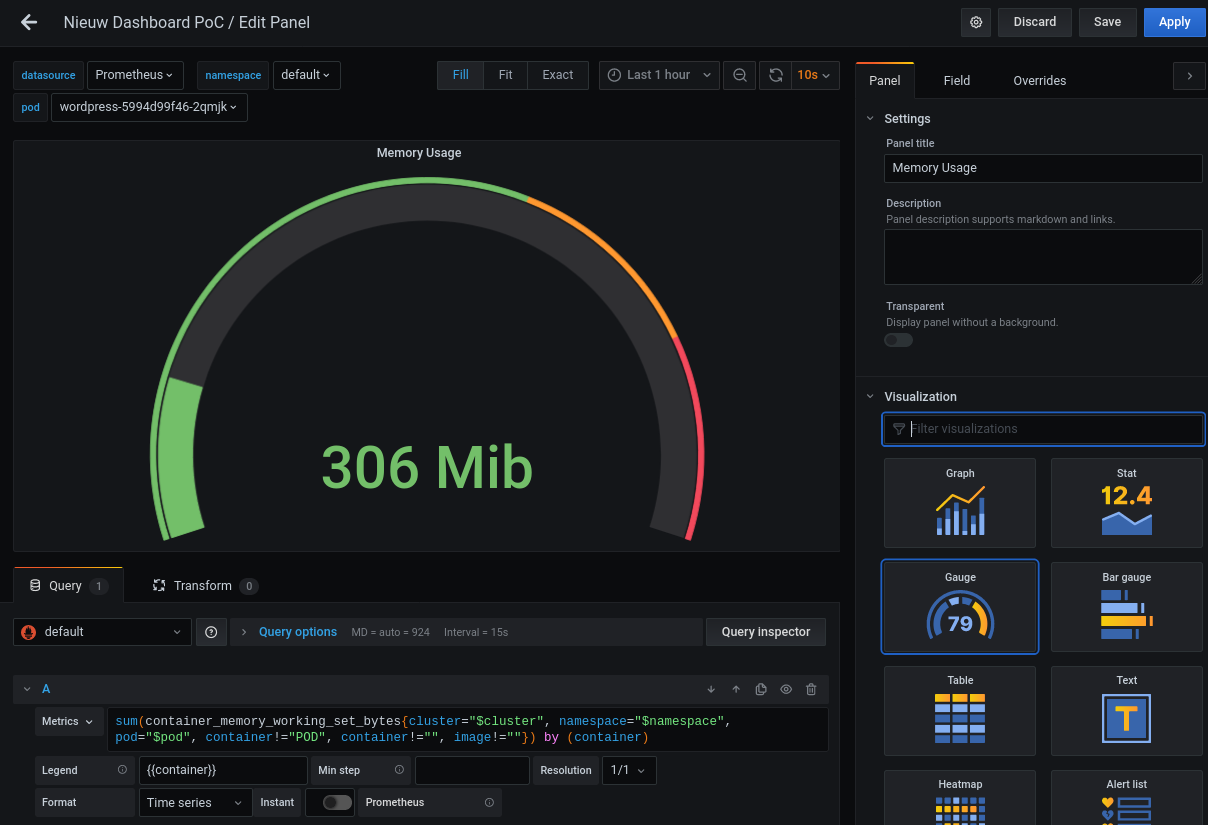 Nieuw Dashboard PoC / Edit Panel
Discard
Save
Apply
datasource
Prometheus
namespace
default
Fill
Fit
Exact
Last 1 hour
10s
pod
wordpress-5994d99f46-2qmjk
Memory Usage
306 Mib
Query
1
Transform
0
default
Query options
MD = auto = 924
Interval = 15s
Query inspector
A
Metrics
sum(container_memory_working_set_bytes{cluster="$cluster", namespace="$namespace",
pod="$pod", container!="POD", container!="", image!=""}) by (container)
Legend
{{container}}
Min step
Resolution
1/1
Format
Time series
Instant
Prometheus
Panel
Field
Overrides
Settings
Panel title
Memory Usage
Description
Panel description supports markdown and links.
Transparent
Display panel without a background.
Visualization
Filter visualizations
Graph
Stat
12.4
Gauge
79
Bar gauge
Table
Text
T
Heatmap
Alert list